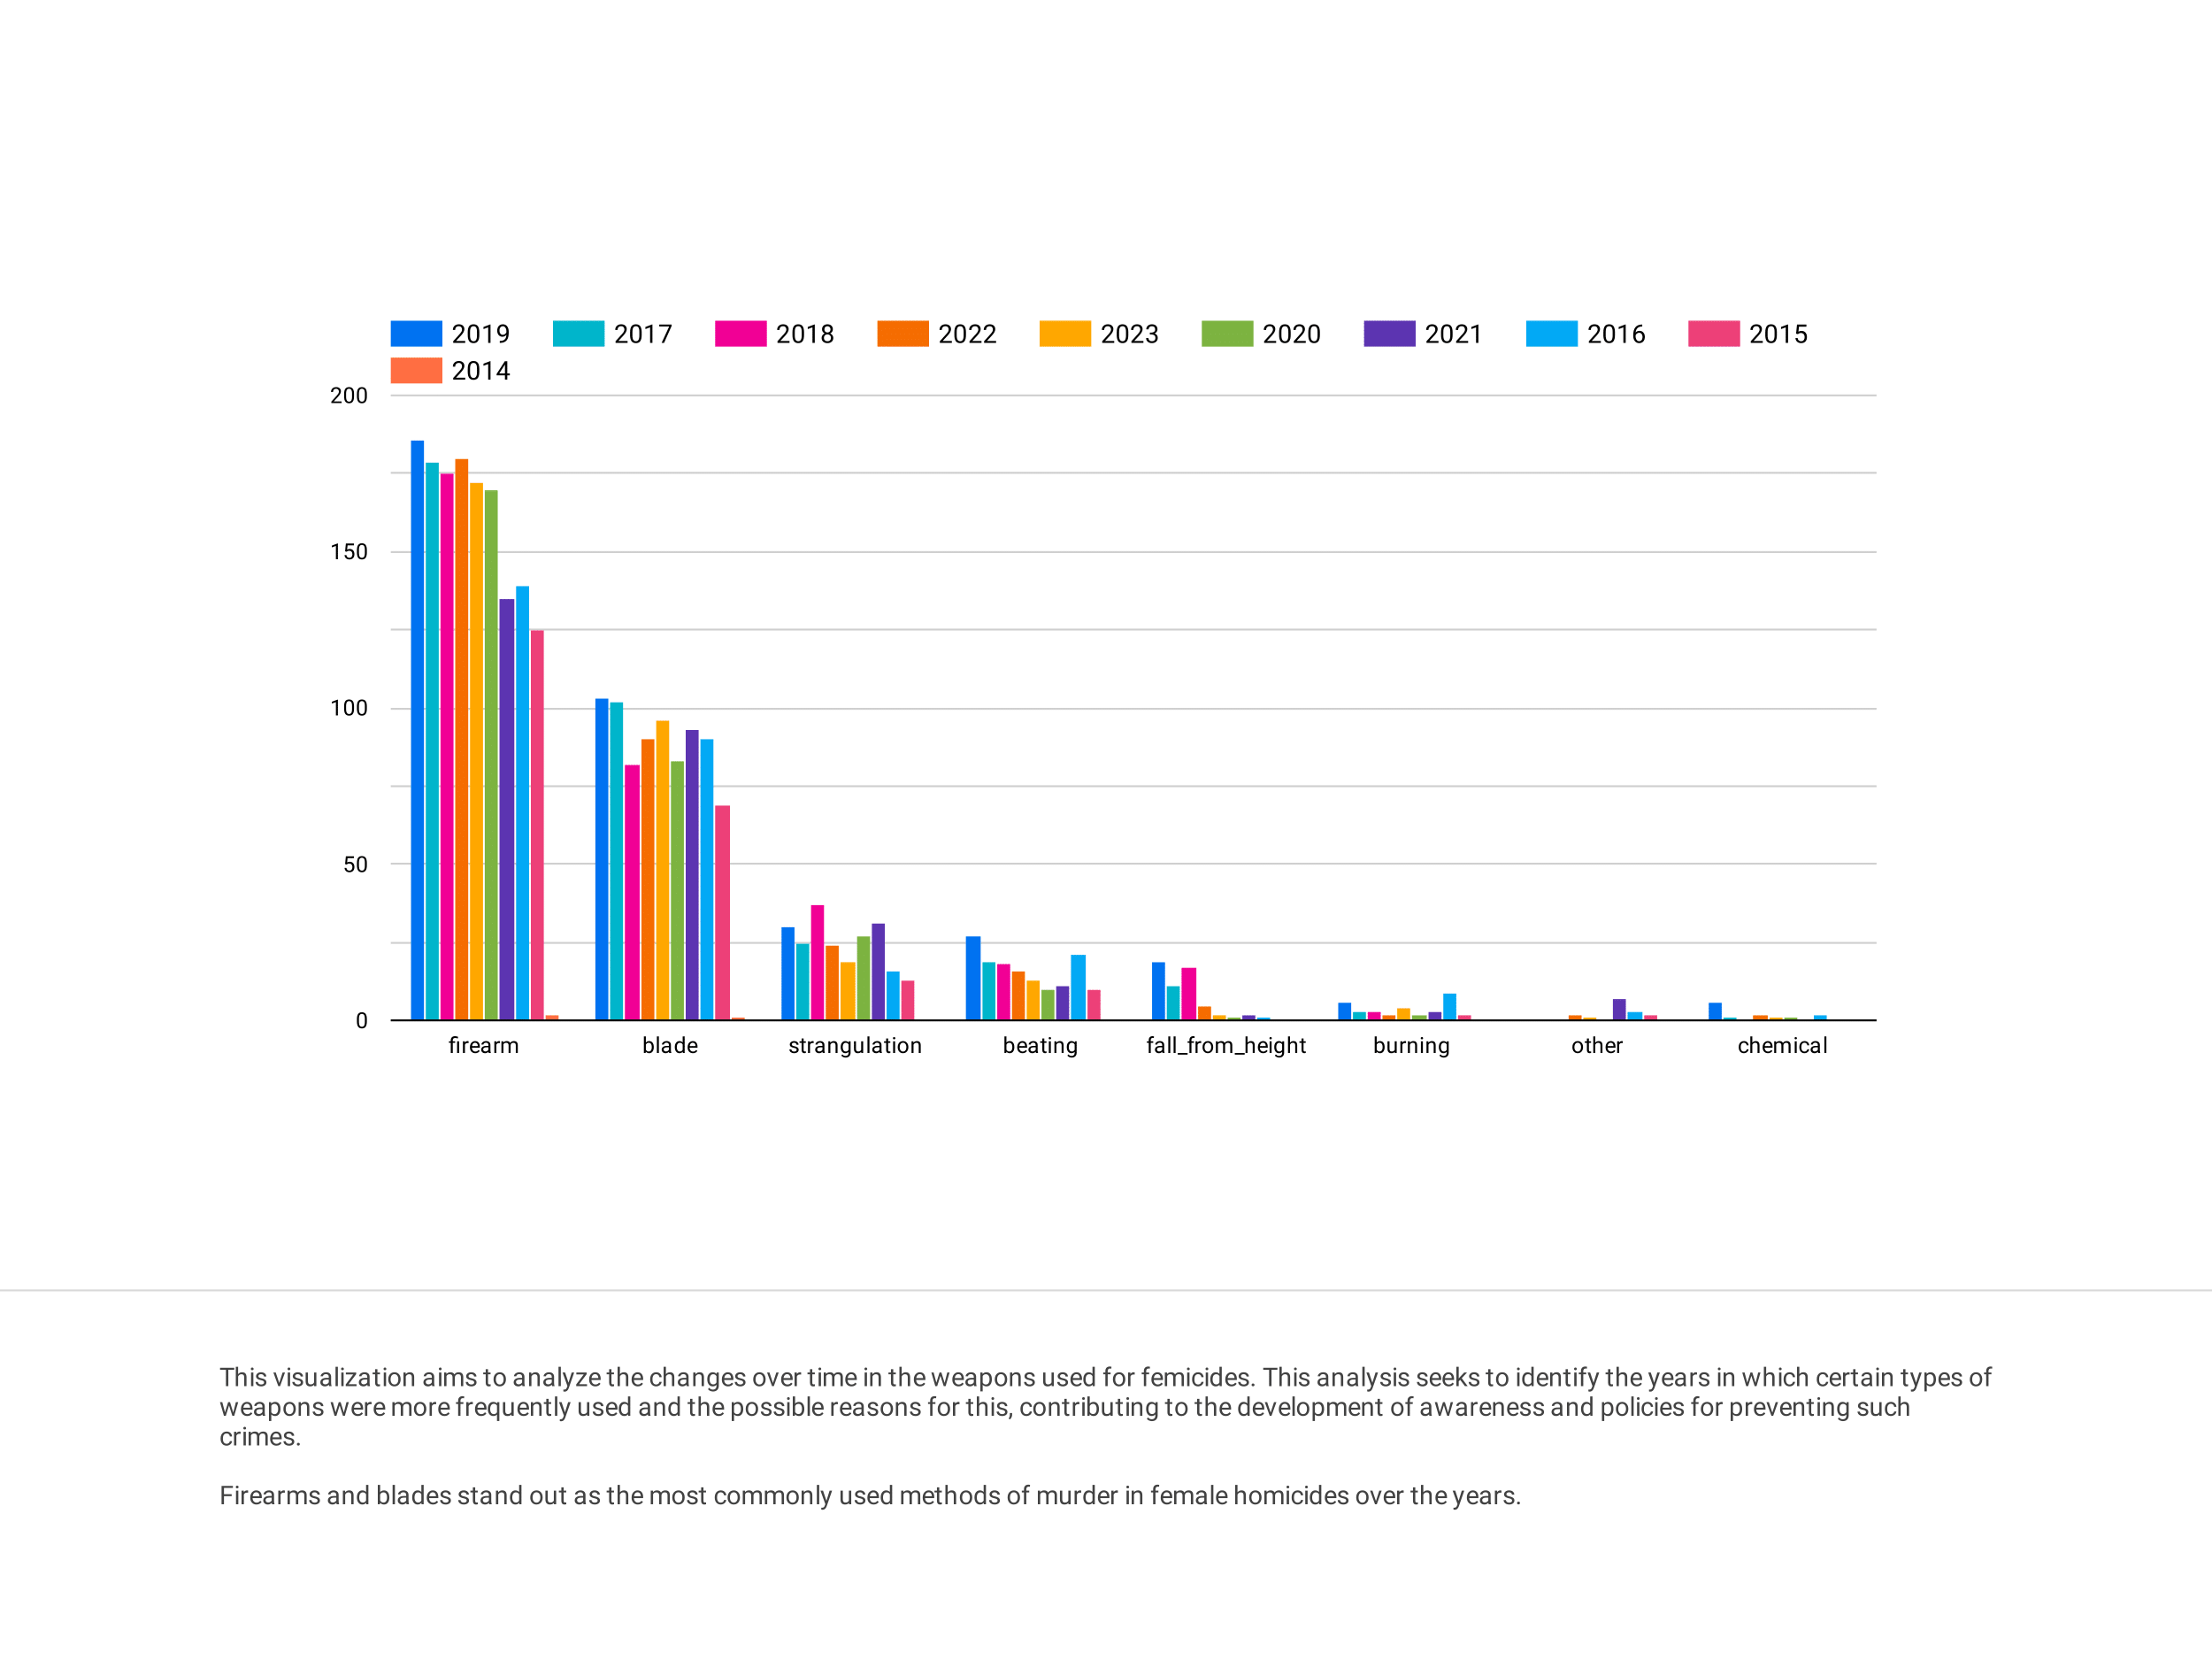 2019 2017 2018 2022 2023 2020 2021 2016 2015
2014
200
150
100
50
0
firearm blade strangulation beating fall_from_height burning other chemical
This visualization aims to analyze the changes over time in the weapons used for femicides. This analysis seeks to identify the years in which certain types of
weapons were more frequently used and the possible reasons for this, contributing to the development of awareness and policies for preventing such
crimes.
Firearms and blades stand out as the most commonly used methods of murder in female homicides over the years.